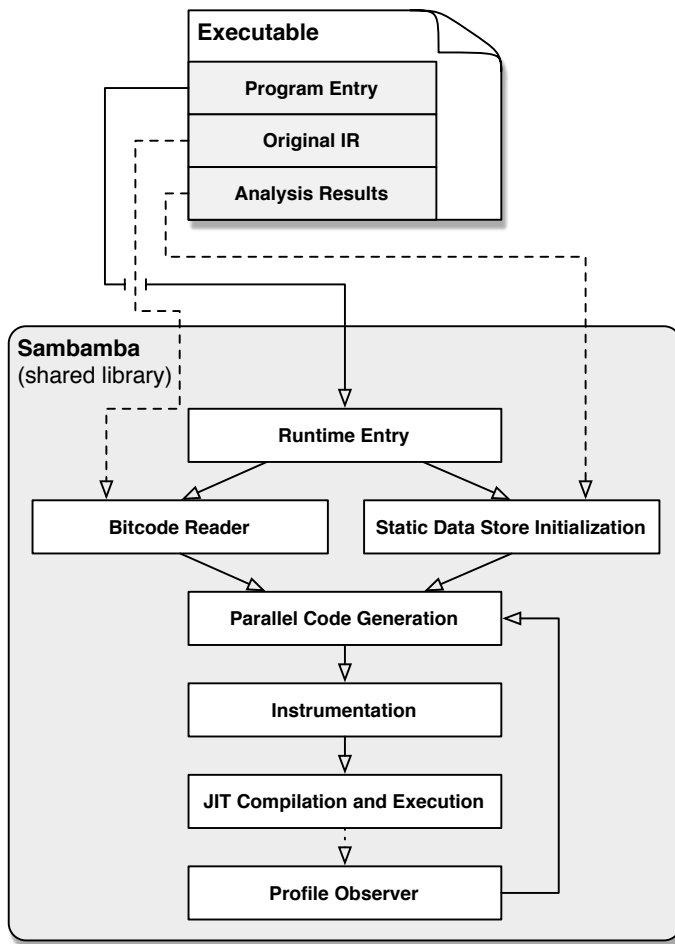 Executable
Program Entry
Original IR
Analysis Results
Sambamba
(shared library)
Runtime Entry
Bitcode Reader
Static Data Store Initialization
Parallel Code Generation
Instrumentation
JIT Compilation and Execution
Profile Observer